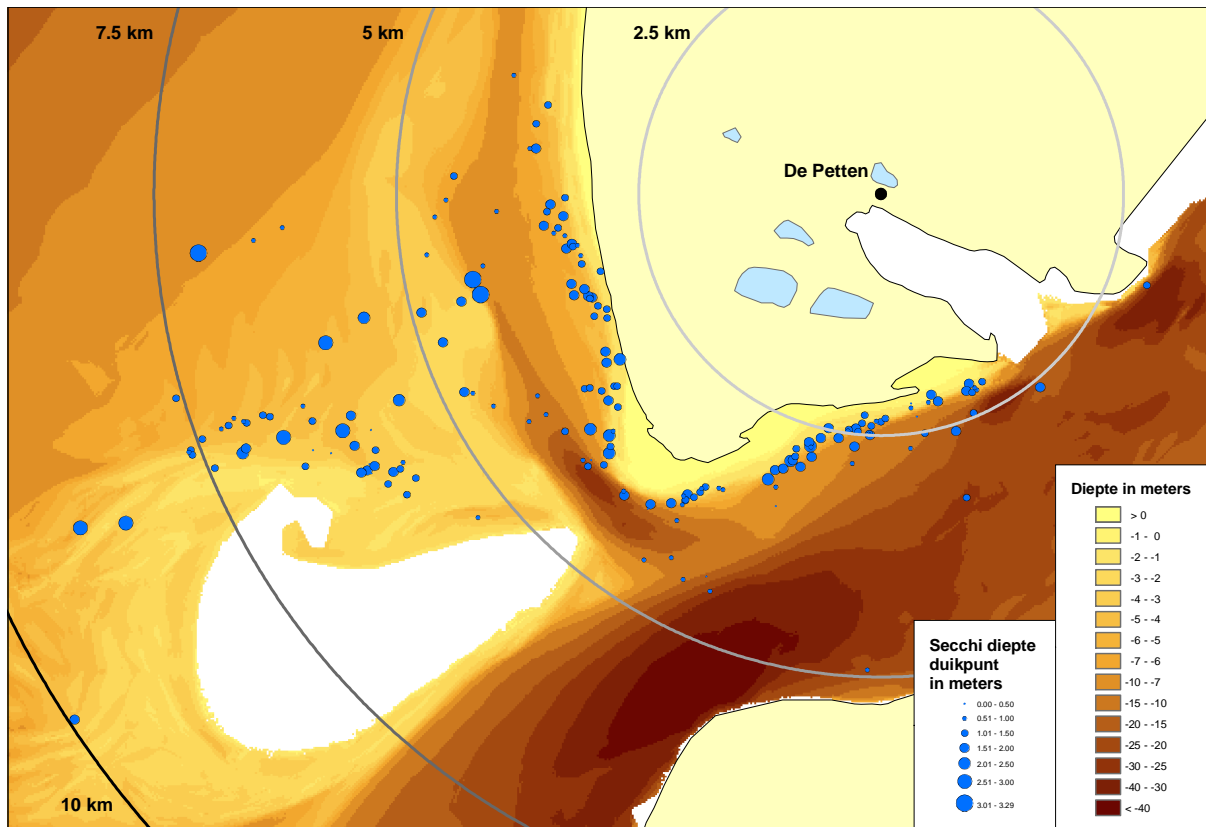 7.5 km
5 km
2.5 km
De Petten
Diepte in meters
> 0
-1 - 0
-2 - -1
-3 - -2
-4 - -3
-5 - -4
-6 - -5
-7 - -6
-10 - -7
-15 - -10
-20 - -15
-25 - -20
-30 - -25
-40 - -30
< -40
Secchi diepte
duikpunt
in meters
0.00 - 0.50
0.51 - 1.00
1.01 - 1.50
1.51 - 2.00
2.01 - 2.50
2.51 - 3.00
3.01 - 3.29
10 km